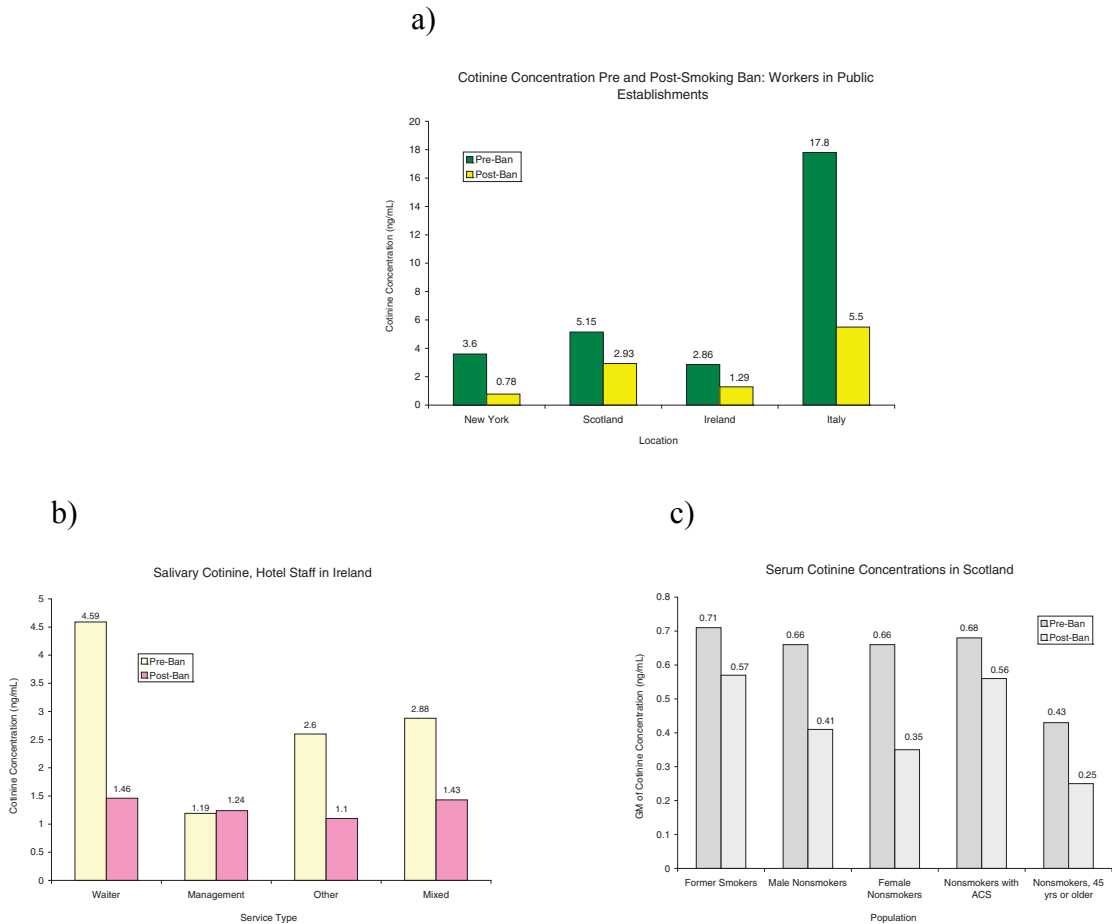 a)
Cotinine Concentration Pre and Post-Smoking Ban: Workers in Public
Establishments
Cotinine Concentration (ng/mL)
20
18
16
14
12
10
8
6
4
2
0
Pre-Ban
Post-Ban
3.6
0.78
5.15
2.93
2.86
1.29
17.8
5.5
New York
Scotland
Ireland
Italy
Location
b)
Salivary Cotinine, Hotel Staff in Ireland
Cotinine Concentration (ng/mL)
5
4.5
4
3.5
3
2.5
2
1.5
1
0.5
0
Pre-Ban
Post-Ban
4.59
1.46
1.19
1.24
2.6
1.1
2.88
1.43
Waiter
Management
Other
Mixed
Service Type
c)
Serum Cotinine Concentrations in Scotland
GM of Cotinine Concentration (ng/mL)
0.8
0.7
0.6
0.5
0.4
0.3
0.2
0.1
0
Pre-Ban
Post-Ban
0.71
0.57
0.66
0.41
0.66
0.35
0.68
0.56
0.43
0.25
Former Smokers
Male Nonsmokers
Female
Nonsmokers
Nonsmokers with
ACS
Nonsmokers, 45
yrs or older
Population